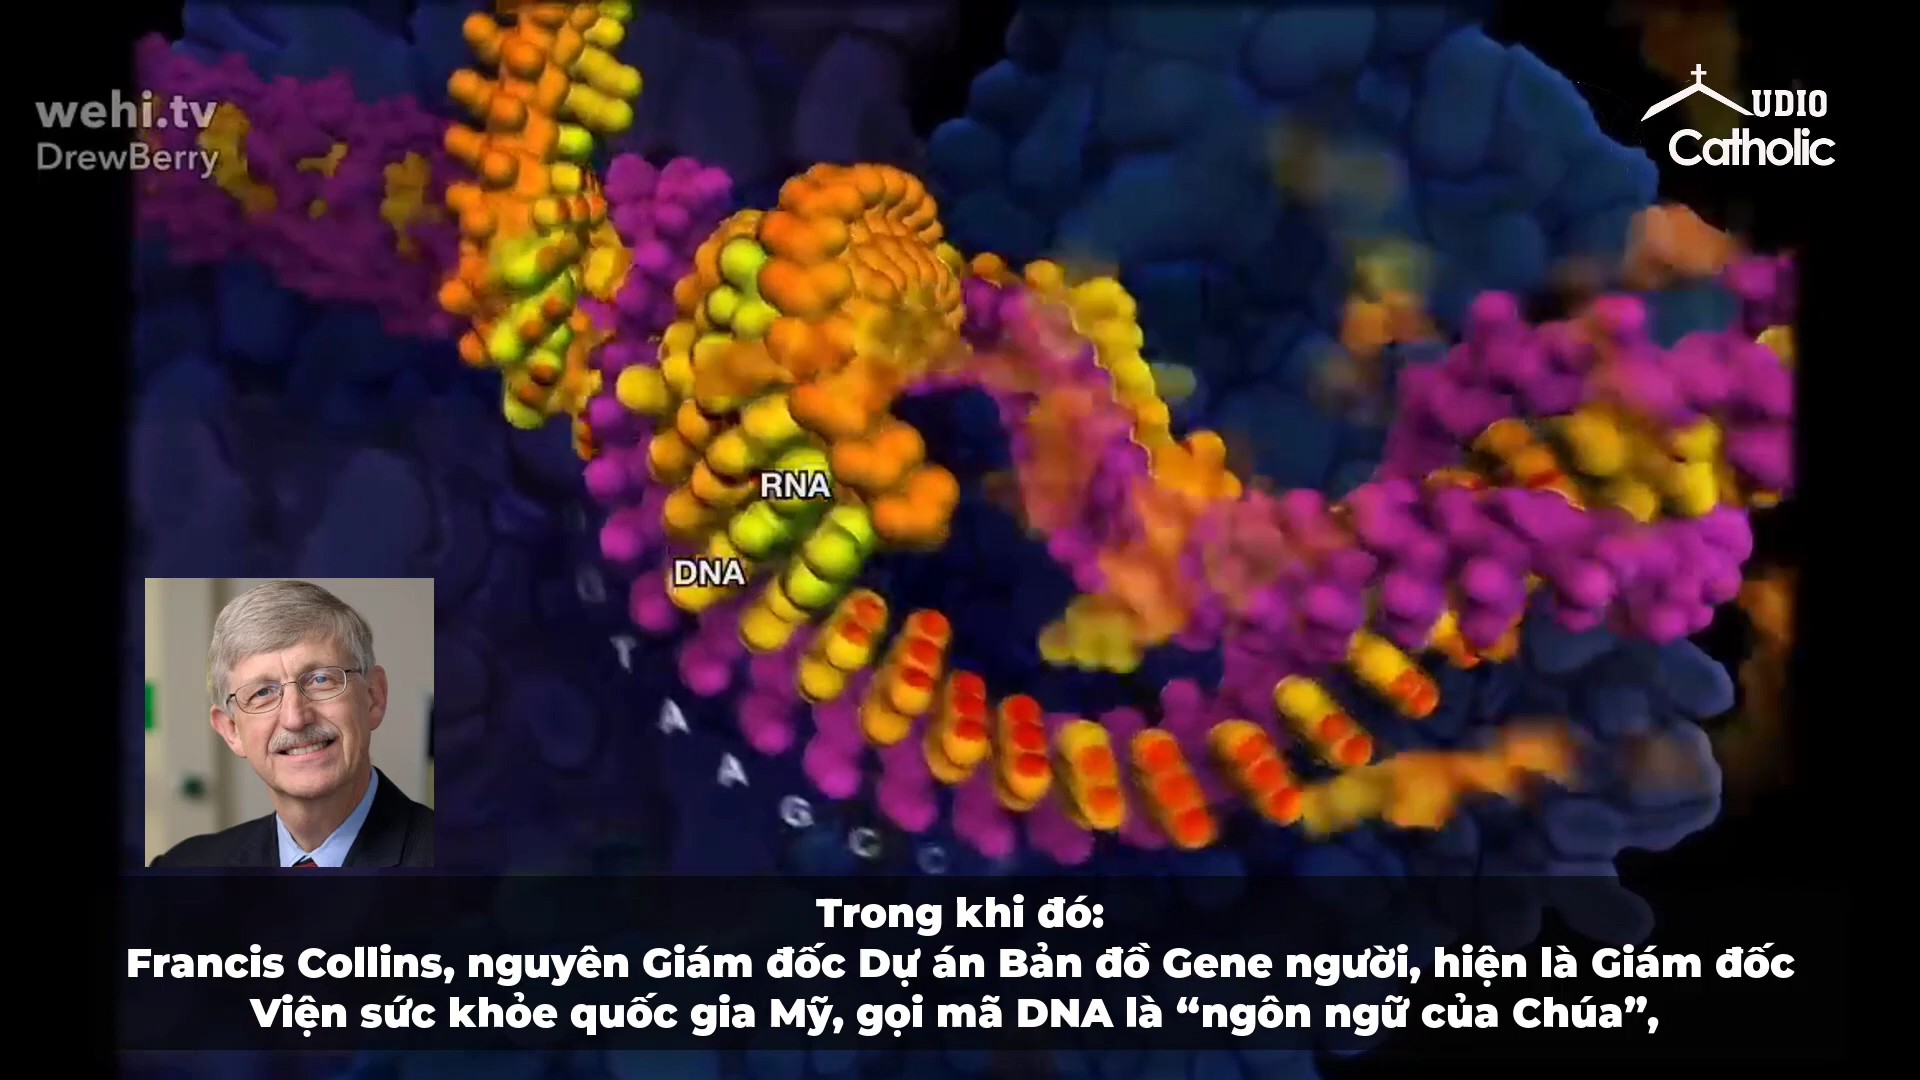 wehi.tv
DrewBerry
UDIO
Catholic
RNA
DNA
G
T
A
A
G
C
C
Trong khi đó:
Francis Collins, nguyên Giám đốc Dự án Bản đồ Gene người, hiện là Giám đốc
Viện sức khỏe quốc gia Mỹ, gọi mã DNA là “ngôn ngữ của Chúa”,